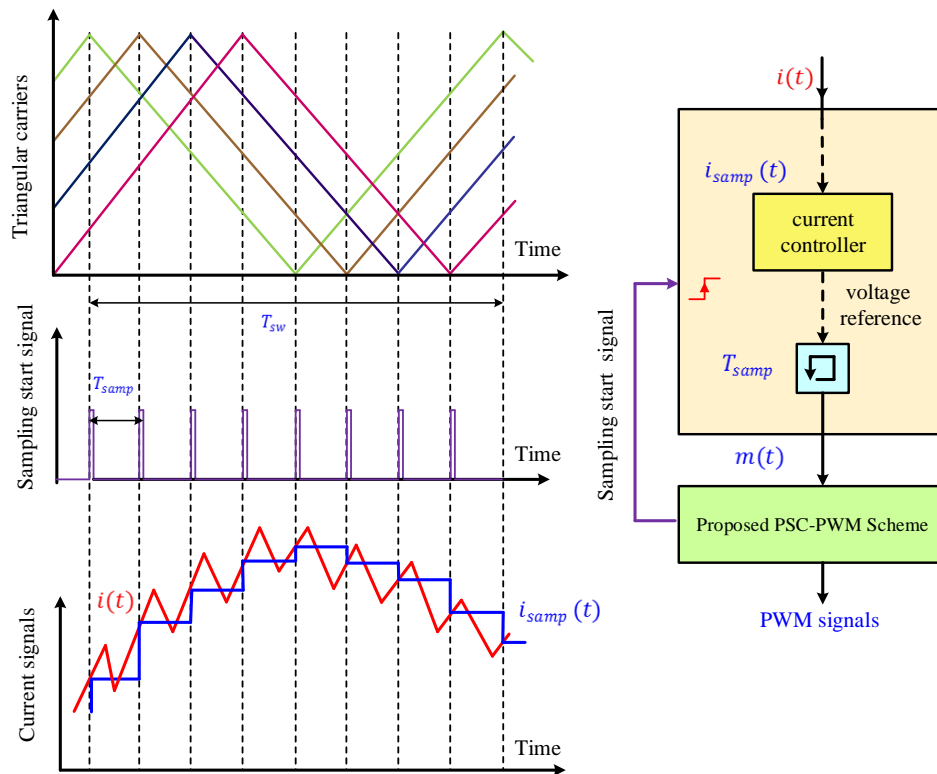 Triangular carriers
Time
T_sw
Sampling start signal
T_samp
Time
Current signals
i(t)
i_samp(t)
Time
i(t)
i_samp(t)
current
controller
voltage
reference
T_samp
Sampling start signal
m(t)
Proposed PSC-PWM Scheme
PWM signals